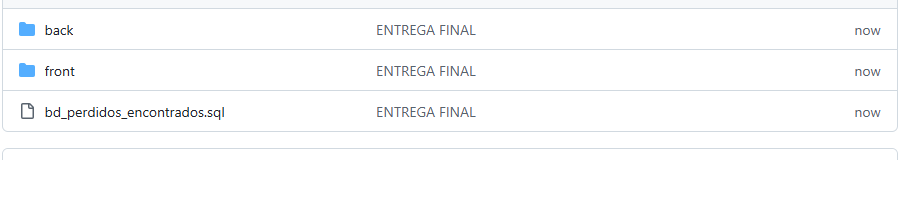 back ENTREGA FINAL now
front ENTREGA FINAL now
bd_perdidos_encontrados.sql ENTREGA FINAL now